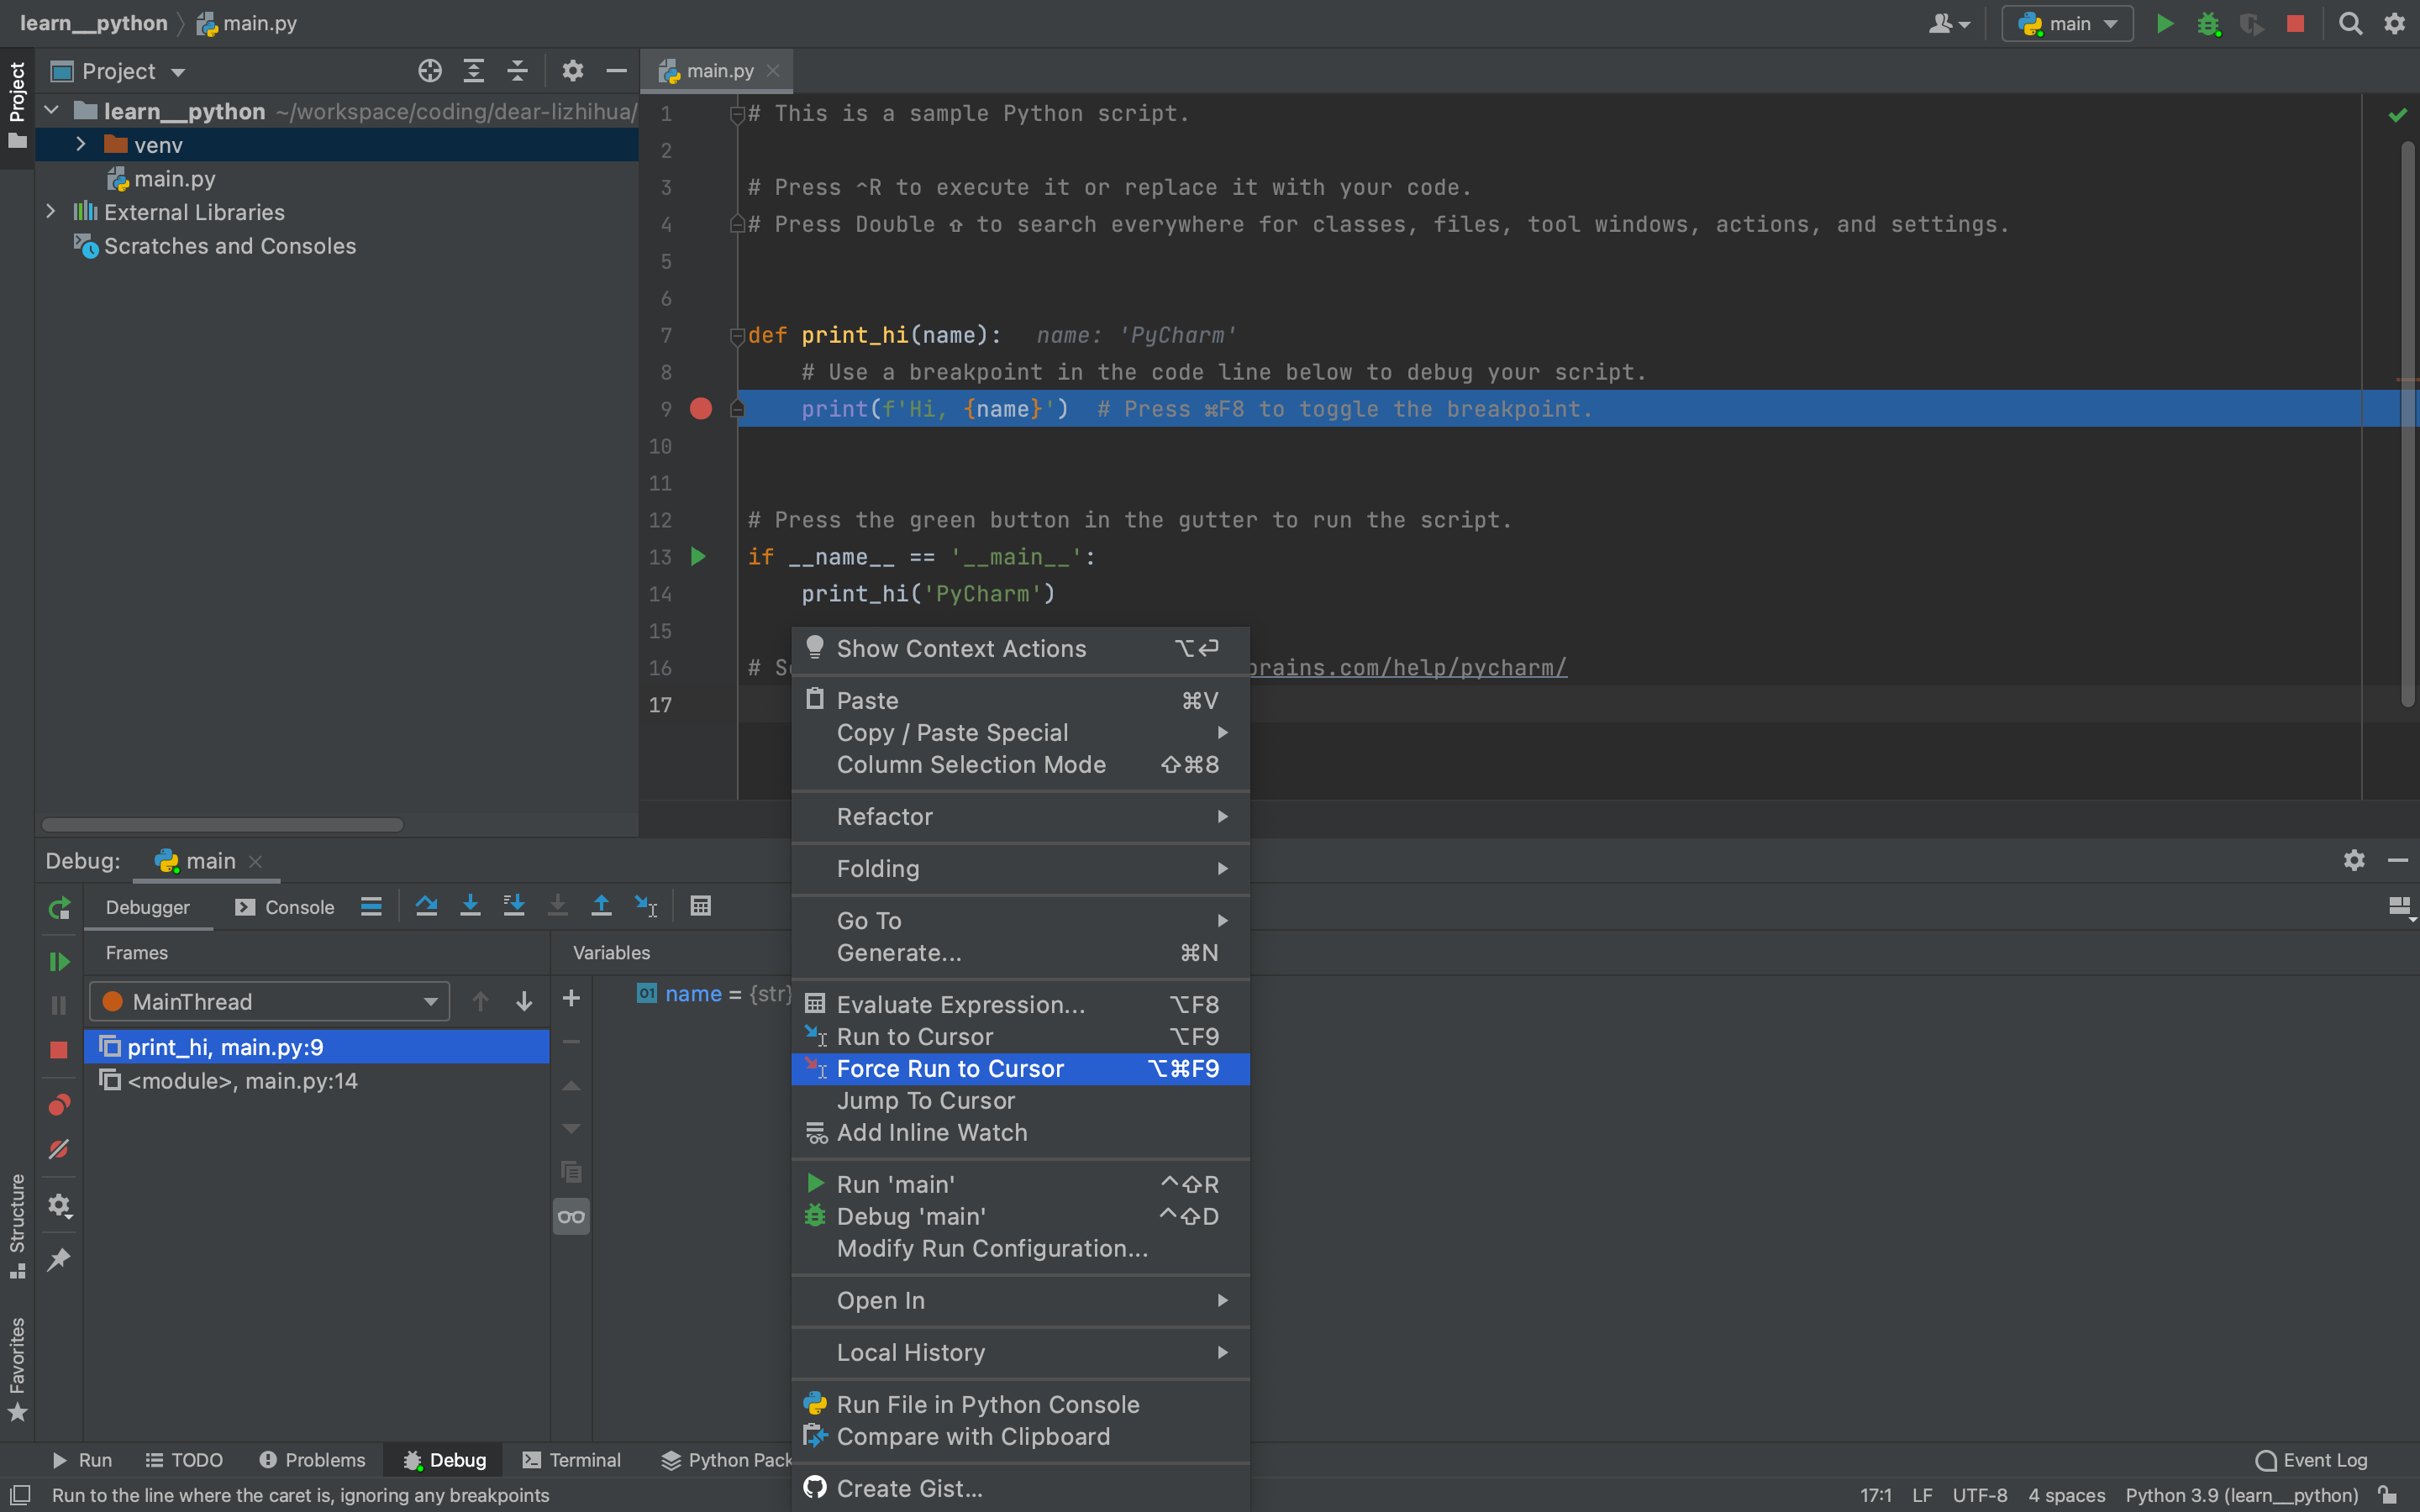 learn__python main.py
main
Project
Project
main.py
learn__python ~/workspace/coding/dear-lizhihua/
venv
main.py
External Libraries
Scratches and Consoles
1 # This is a sample Python script.
2
3 # Press ^R to execute it or replace it with your code.
4 # Press Double ⇧ to search everywhere for classes, files, tool windows, actions, and settings.
5
6
7 def print_hi(name): name: 'PyCharm'
8 # Use a breakpoint in the code line below to debug your script.
9 print(f'Hi, {name}') # Press ⌘F8 to toggle the breakpoint.
10
11
12 # Press the green button in the gutter to run the script.
13 if __name__ == '__main__':
14 print_hi('PyCharm')
15
16 # S brains.com/help/pycharm/
17
Show Context Actions ⌥⏎
Paste ⌘V
Copy / Paste Special
Column Selection Mode ⇧⌘8
Refactor
Folding
Go To
Generate... ⌘N
Evaluate Expression... ⌥F8
Run to Cursor ⌥F9
Force Run to Cursor ⌥⌘F9
Jump To Cursor
Add Inline Watch
Run 'main' ^⇧R
Debug 'main' ^⇧D
Modify Run Configuration...
Open In
Local History
Run File in Python Console
Compare with Clipboard
Create Gist...
Debug: main
Debugger Console
Frames Variables
MainThread
01 name = {str}
print_hi, main.py:9
<module>, main.py:14
Structure
Favorites
Run TODO Problems Debug Terminal Python Pack
Event Log
Run to the line where the caret is, ignoring any breakpoints
17:1 LF UTF-8 4 spaces Python 3.9 (learn__python)